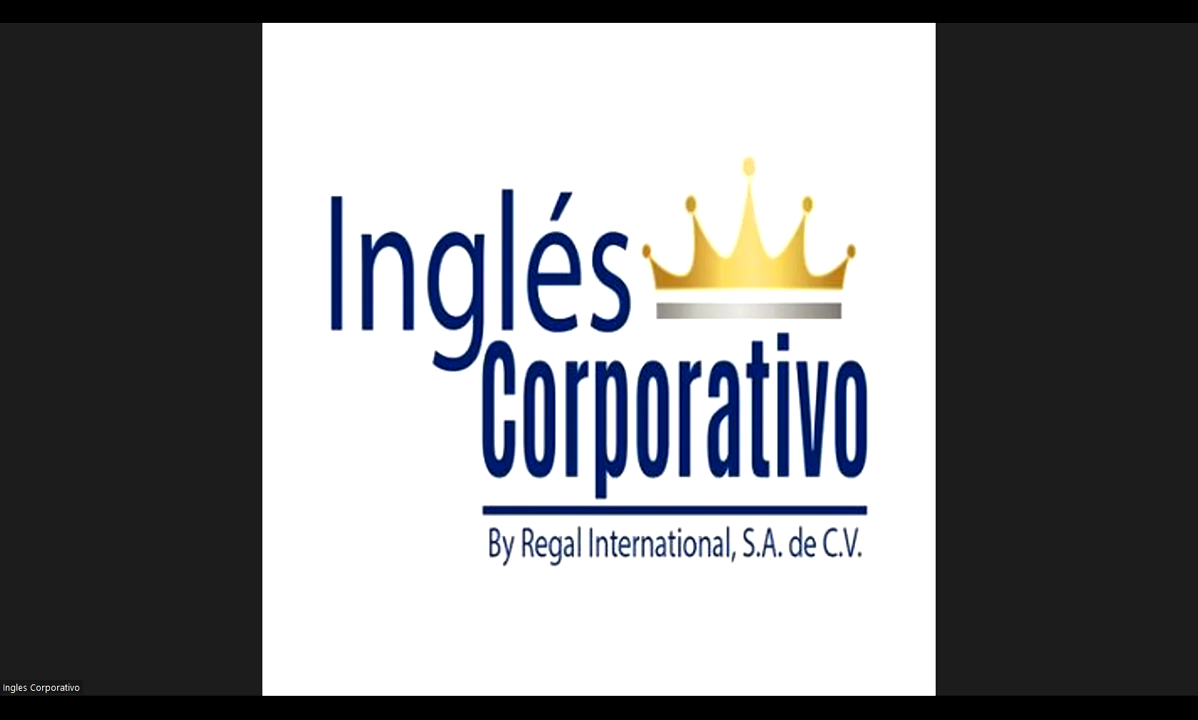 Inglés
Corporativo
By Regal International, S.A. de C.V.
Ingles Corporativo